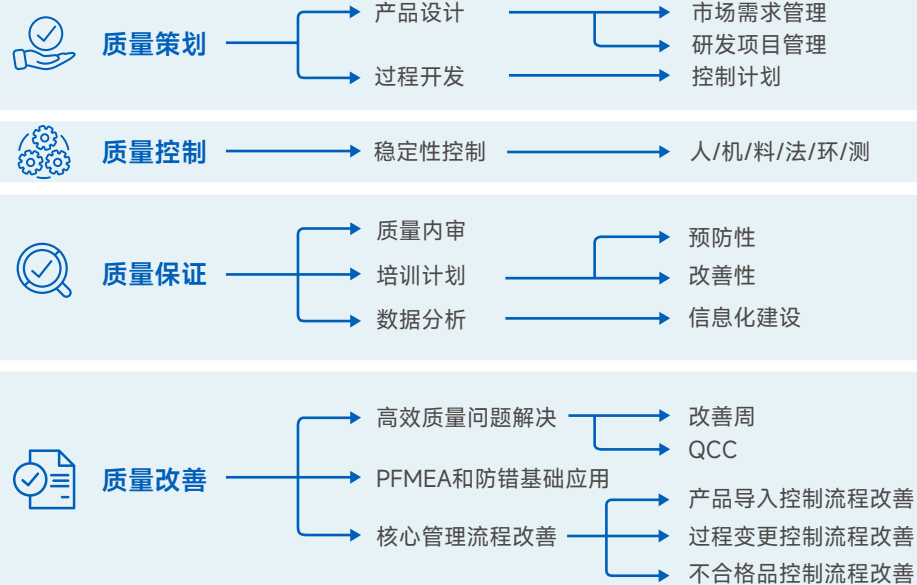 质量策划
产品设计
市场需求管理
研发项目管理
过程开发
控制计划
质量控制
稳定性控制
人/机/料/法/环/测
质量保证
质量内审
培训计划
预防性
改善性
数据分析
信息化建设
质量改善
高效质量问题解决
改善周
QCC
PFMEA和防错基础应用
核心管理流程改善
产品导入控制流程改善
过程变更控制流程改善
不合格品控制流程改善